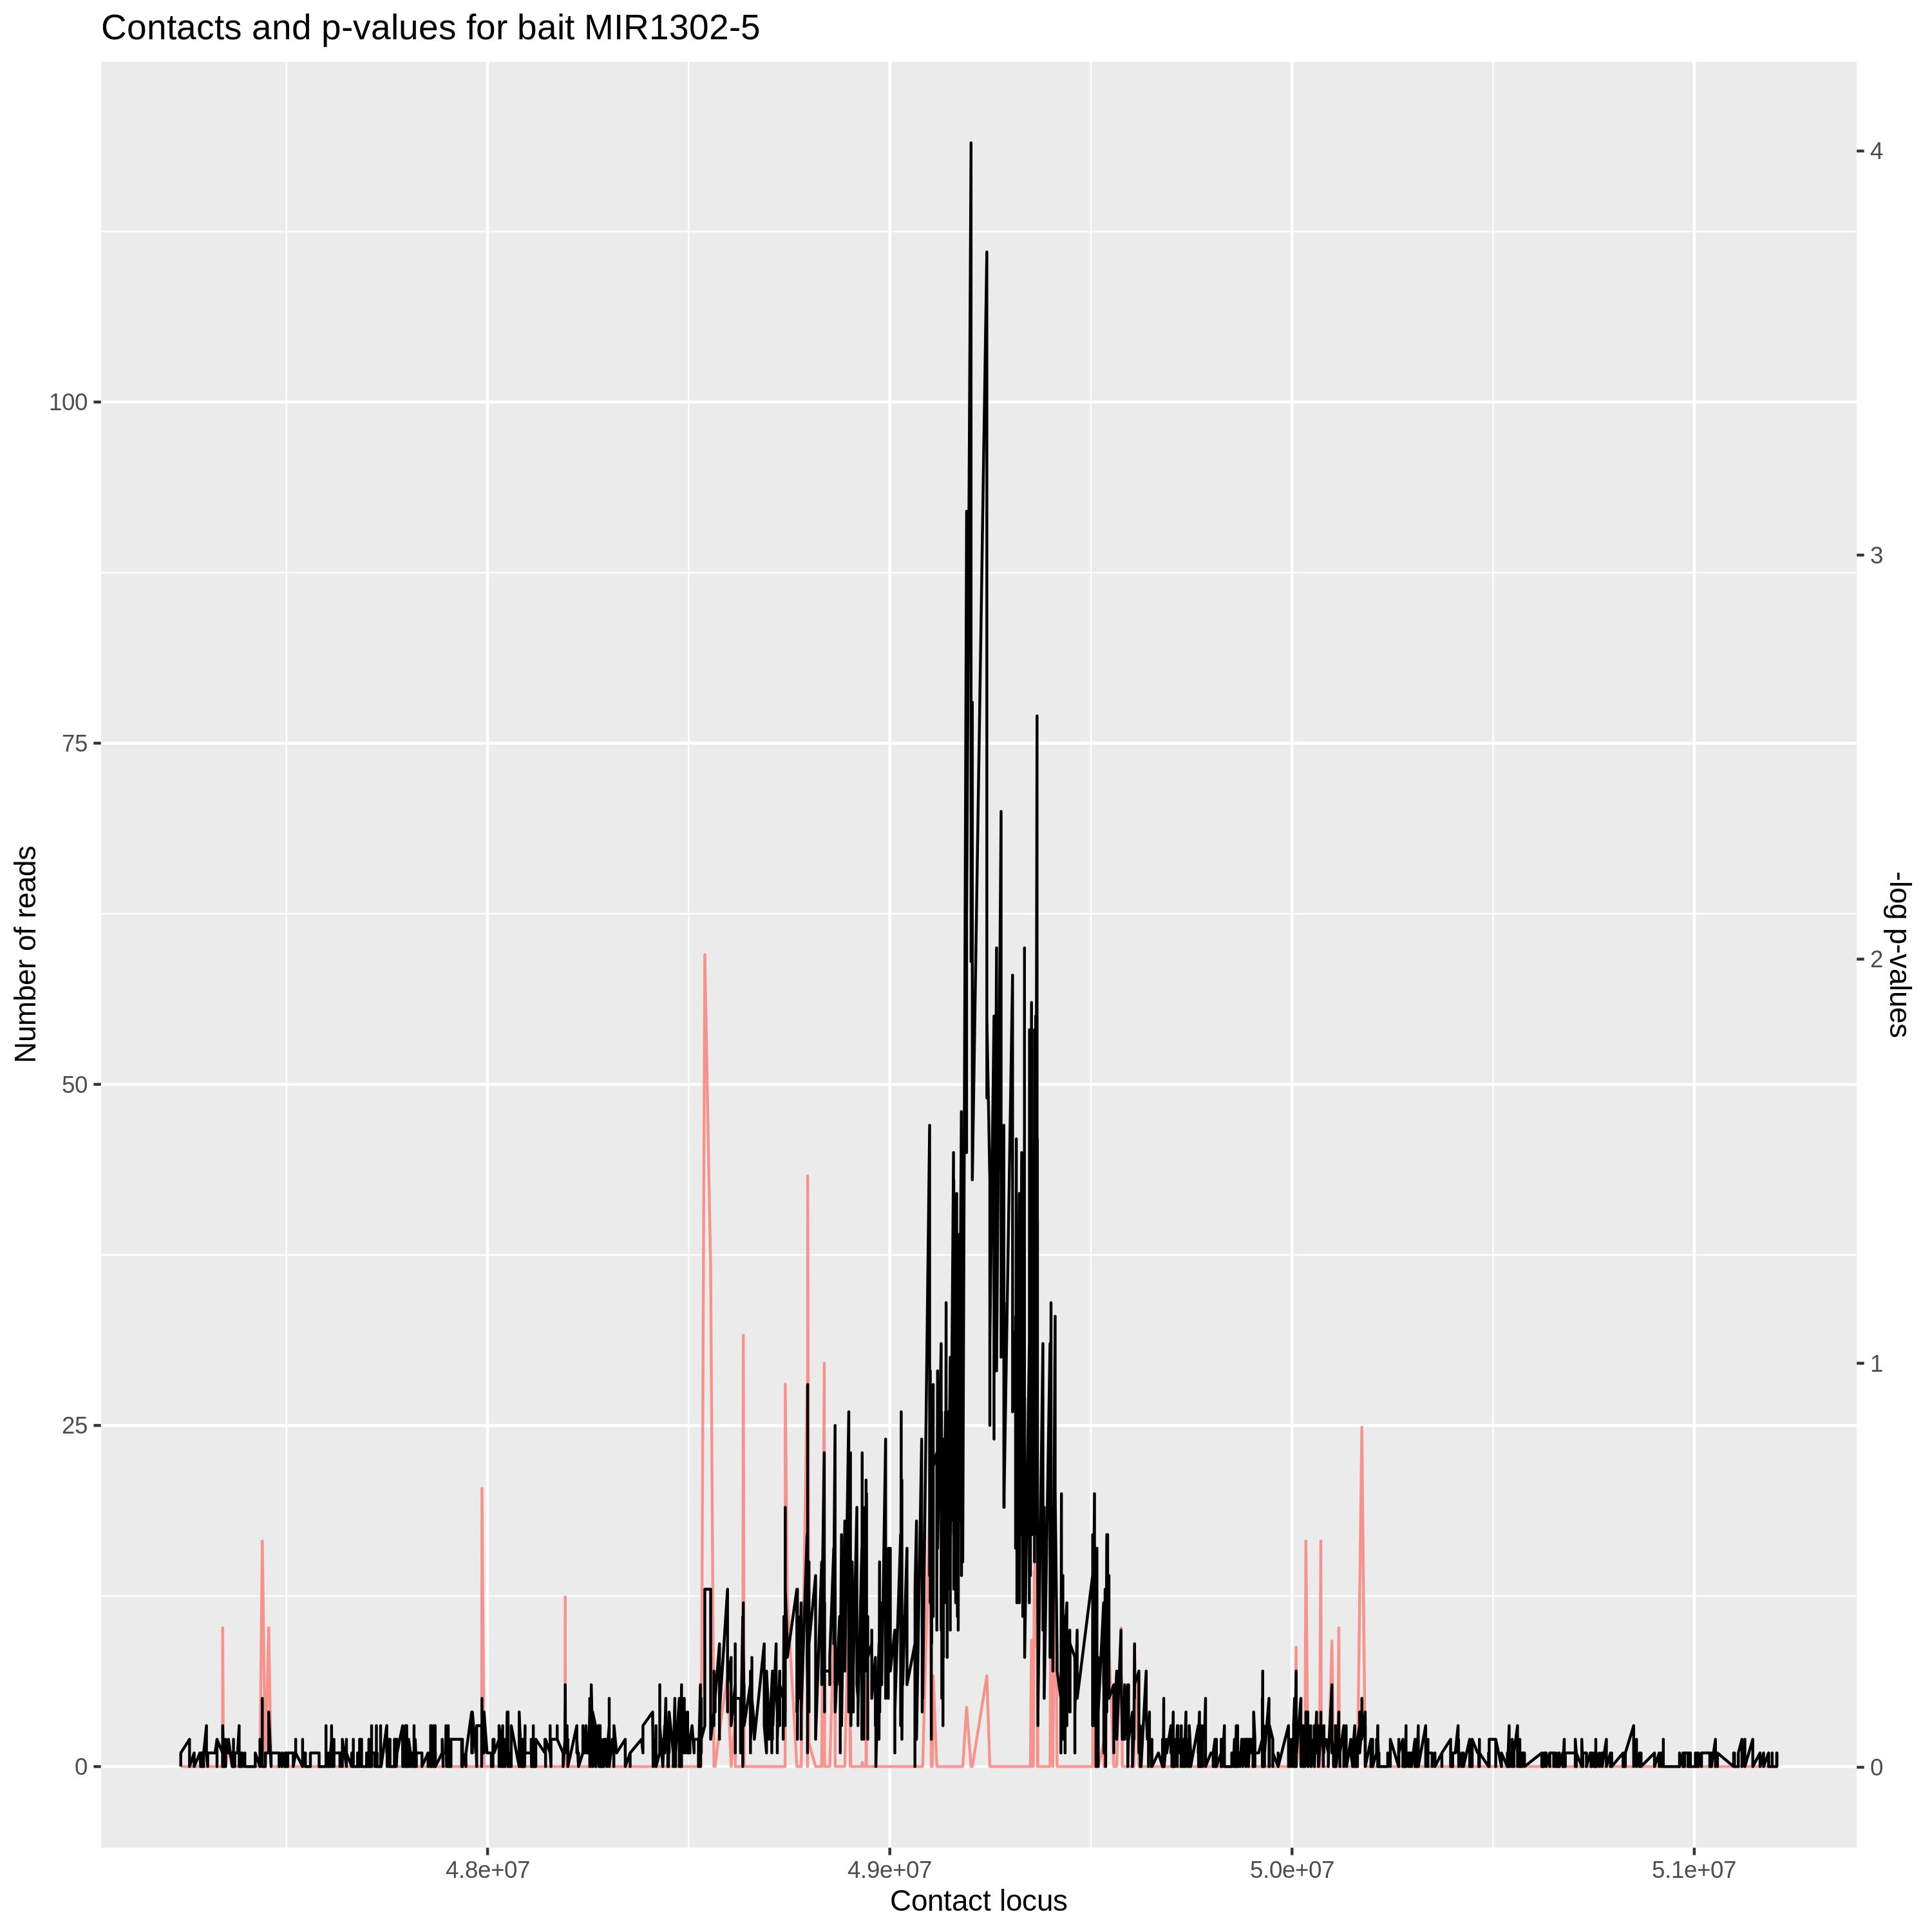 Contacts and p-values for bait MIR1302-5
Number of reads
100
75
50
25
0
4
3
2
1
0
-log p-values
4.8e+07
4.9e+07
5.0e+07
5.1e+07
Contact locus